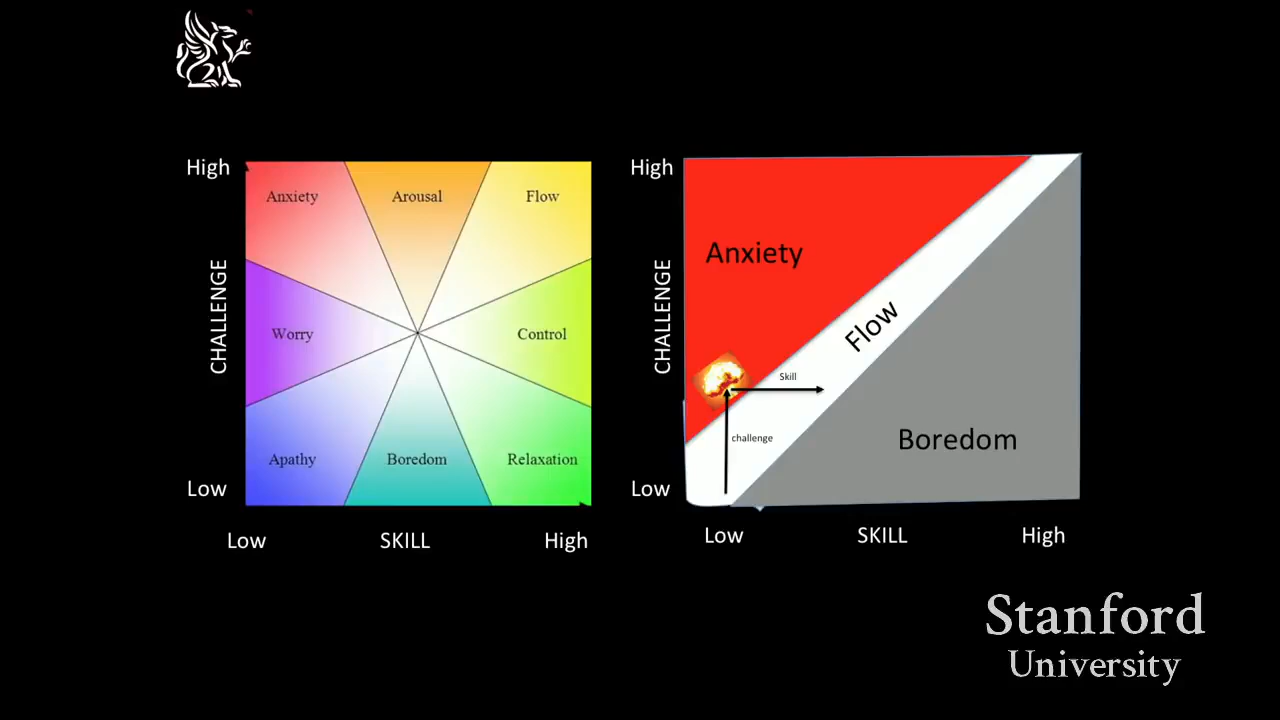 High
Anxiety
Arousal
Flow
CHALLENGE
Worry
Control
Apathy
Boredom
Relaxation
Low
Low
SKILL
High
High
Anxiety
CHALLENGE
Flow
Skill
challenge
Boredom
Low
Low
SKILL
High
Stanford
University